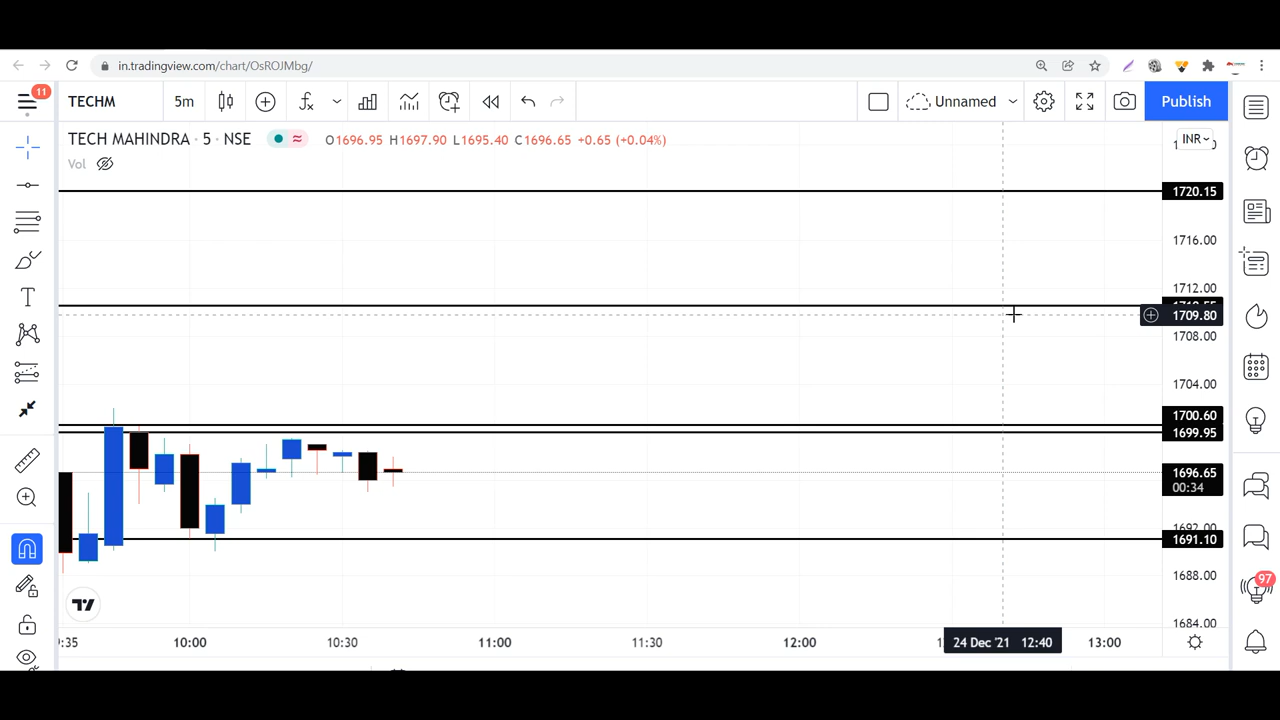 in.tradingview.com/chart/OsROJMbg/
11
TECHM 5m Unnamed Publish
TECH MAHINDRA · 5 · NSE O1696.95 H1697.90 L1695.40 C1696.65 +0.65 (+0.04%)
INR
Vol
1720.15
1716.00
1712.00
1709.80
1708.00
1704.00
1700.60
1699.95
1696.65
00:34
1692.00
1691.10
1688.00
97
1684.00
:35 10:00 10:30 11:00 11:30 12:00 24 Dec '21 12:40 13:00